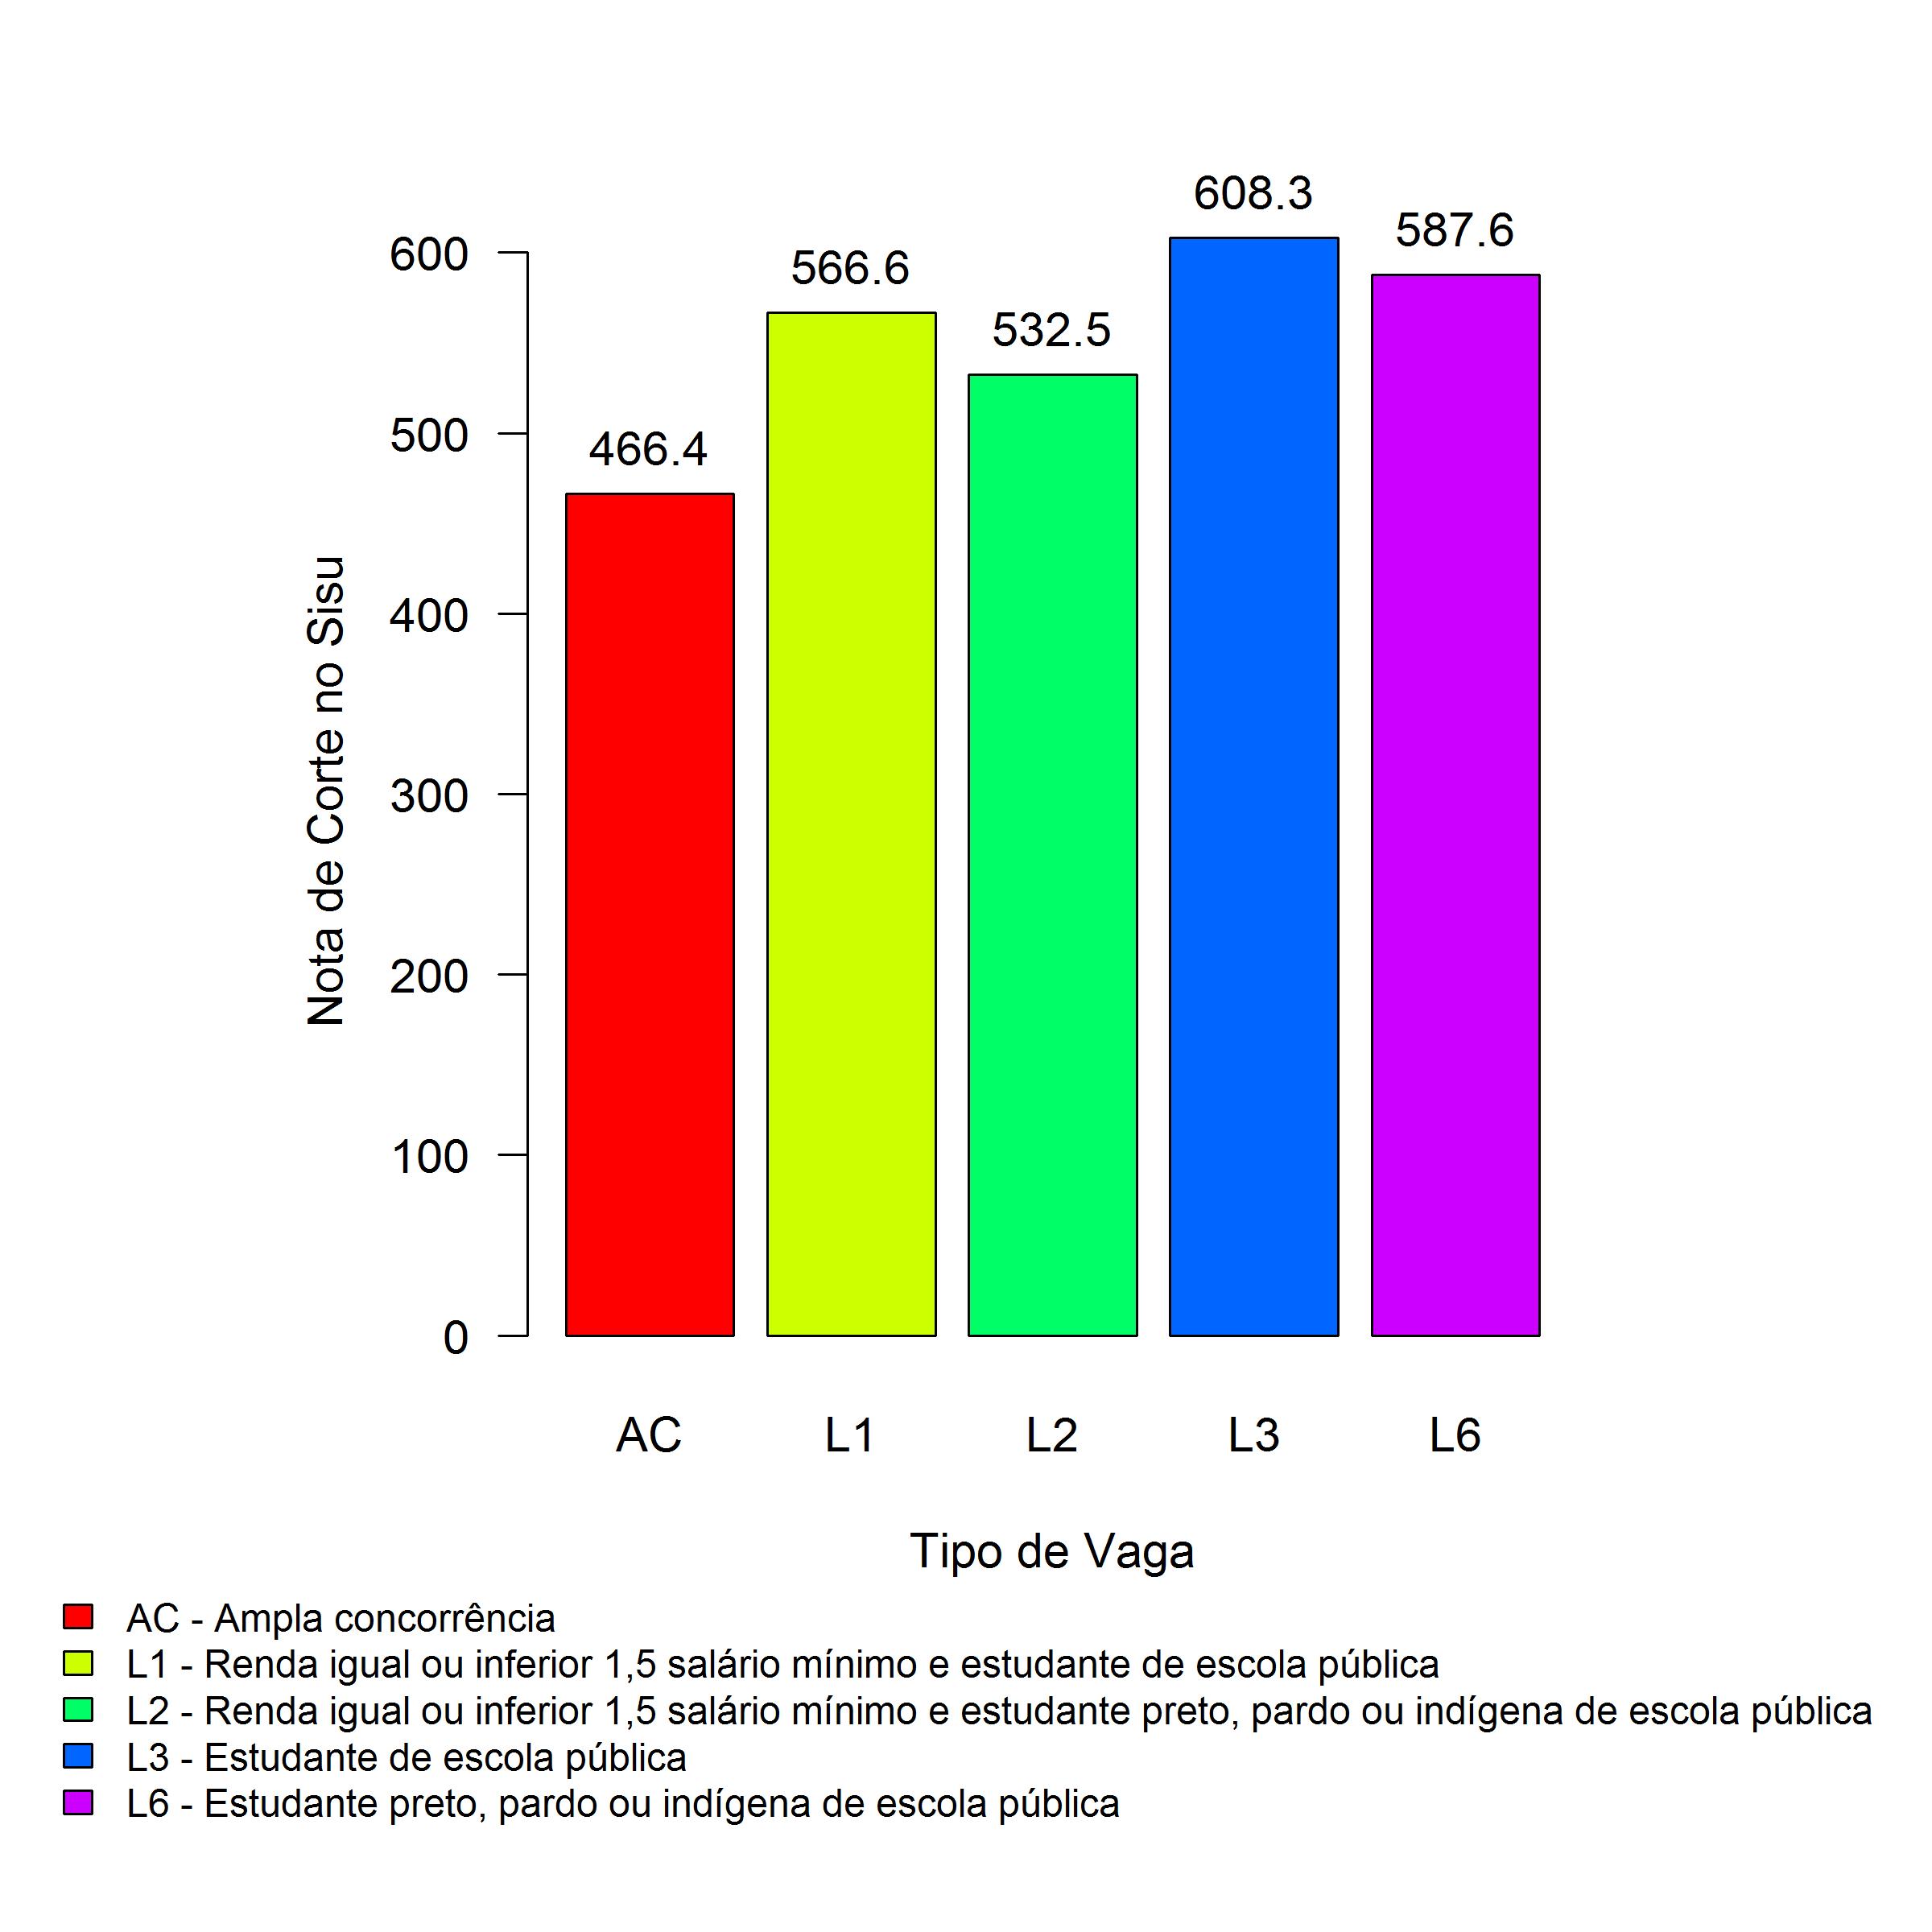 608.3
587.6
566.6
532.5
466.4
600
500
400
300
200
100
0
Nota de Corte no Sisu
AC L1 L2 L3 L6
Tipo de Vaga
AC - Ampla concorrência
L1 - Renda igual ou inferior 1,5 salário mínimo e estudante de escola pública
L2 - Renda igual ou inferior 1,5 salário mínimo e estudante preto, pardo ou indígena de escola pública
L3 - Estudante de escola pública
L6 - Estudante preto, pardo ou indígena de escola pública